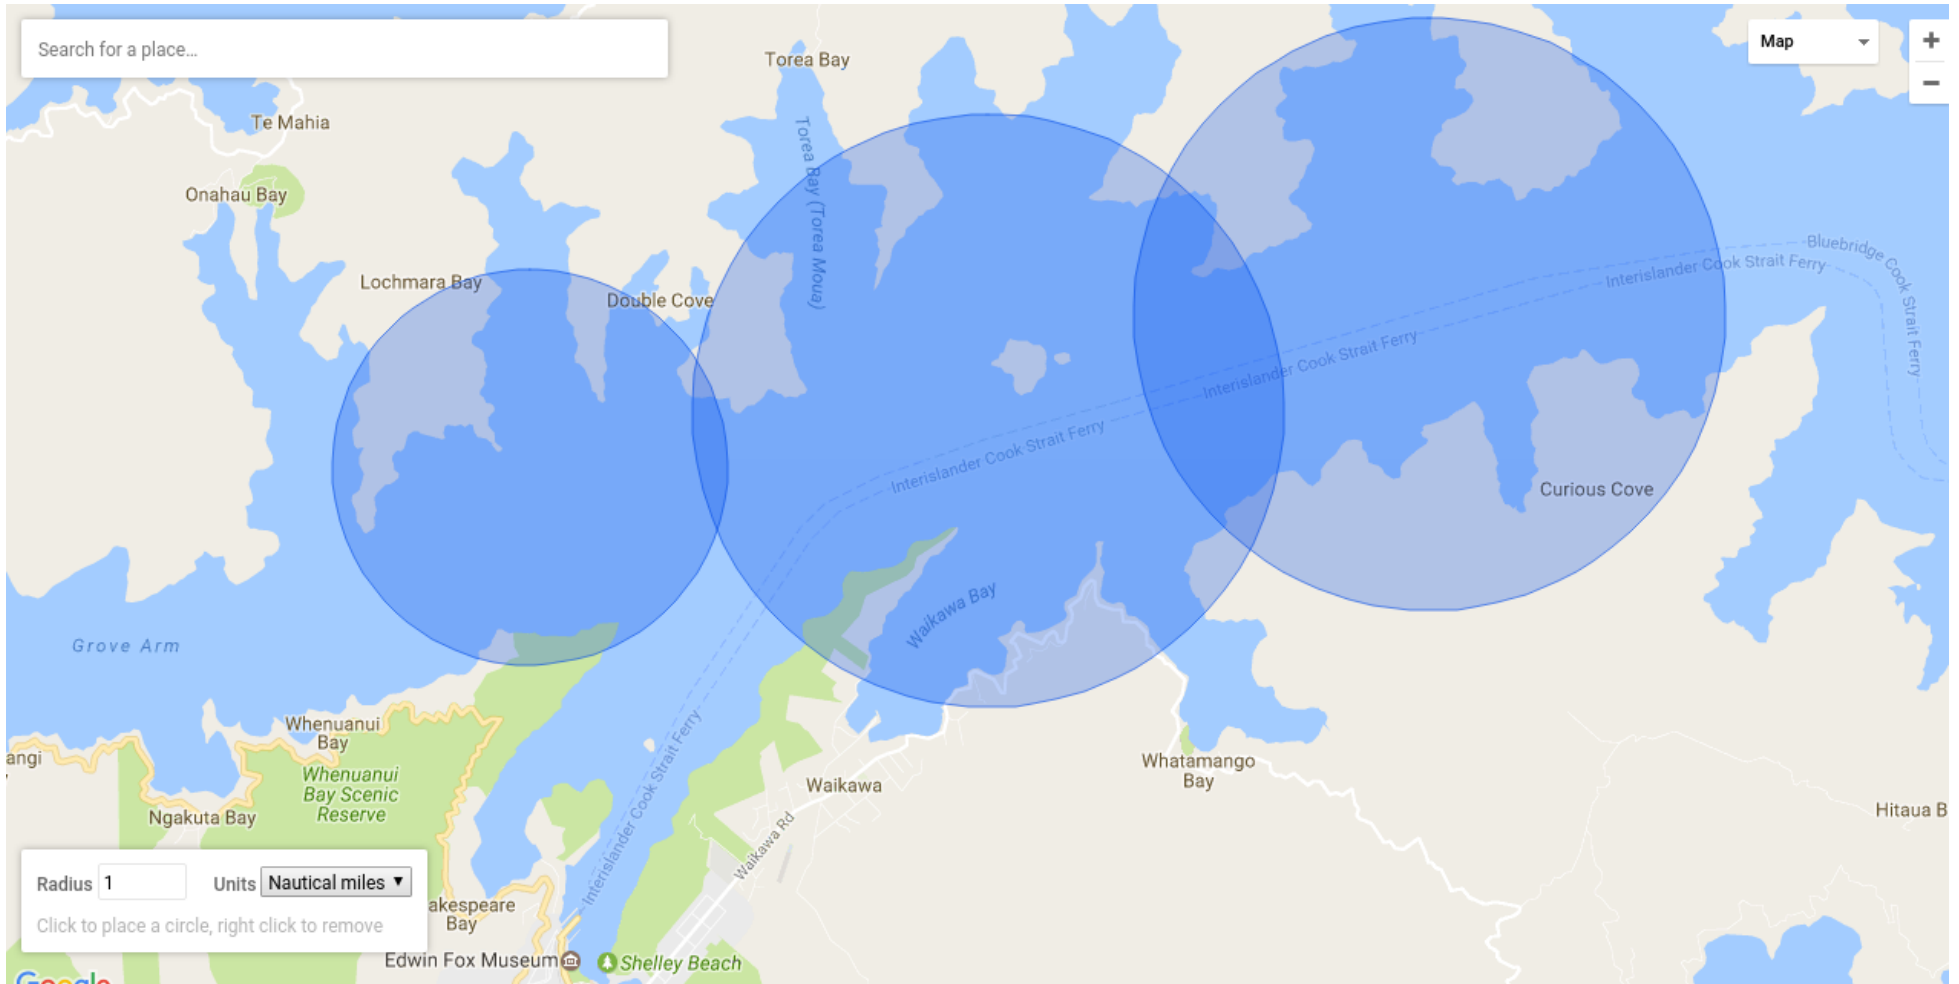 Search for a place...
Map
+
−
Torea Bay
Te Mahia
Torea Bay (Torea Moua)
Onahau Bay
Bluebridge Cook Strait Ferry
Interislander Cook Strait Ferry
Lochmara Bay
Double Cove
Interislander Cook Strait Ferry
Interislander Cook Strait Ferry
Curious Cove
Waikawa Bay
Grove Arm
Whenuanui
Bay
angi
Whenuanui
Bay Scenic
Reserve
Interislander Cook Strait Ferry
Waikawa
Whatamango
Bay
Ngakuta Bay
Hitaua B
Waikawa Rd
Radius 1 Units Nautical miles
akespeare
Bay
Click to place a circle, right click to remove
Edwin Fox Museum
Shelley Beach
Google